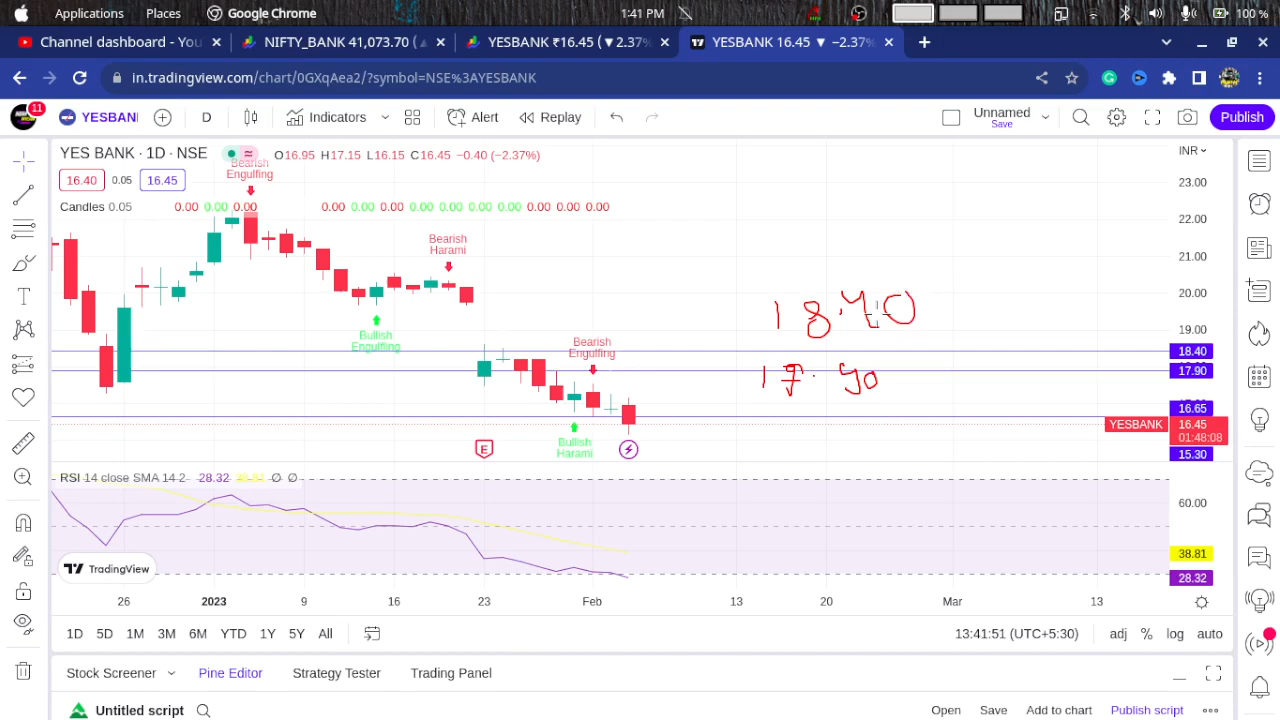 Applications Places Google Chrome 1:41 PM 100 %
Channel dashboard - You NIFTY_BANK 41,073.70 (▲ YESBANK ₹16.45 (▼2.37% YESBANK 16.45 ▼ −2.37%
in.tradingview.com/chart/0GXqAea2/?symbol=NSE%3AYESBANK
11 YESBAN D Indicators Alert Replay Unnamed Save Publish
YES BANK · 1D · NSE O16.95 H17.15 L16.15 C16.45 −0.40 (−2.37%) INR
16.40 0.05 16.45
Candles 0.05 0.00 0.00 0.00 0.00 0.00 0.00 0.00 0.00 0.00 0.00 0.00 0.00 0.00
Bearish Engulfing
Bearish Harami
Bullish Engulfing
Bearish Engulfing
Bullish Harami
E
18.40
17.90
23.00
22.00
21.00
20.00
19.00
18.40
17.90
16.65
YESBANK 16.45
01:48:08
15.30
RSI 14 close SMA 14 2 28.32 38.81 ∅ ∅
60.00
38.81
28.32
TradingView
26 2023 9 16 23 Feb 13 20 Mar 13
1D 5D 1M 3M 6M YTD 1Y 5Y All 13:41:51 (UTC+5:30) adj % log auto
Stock Screener Pine Editor Strategy Tester Trading Panel
Untitled script Open Save Add to chart Publish script